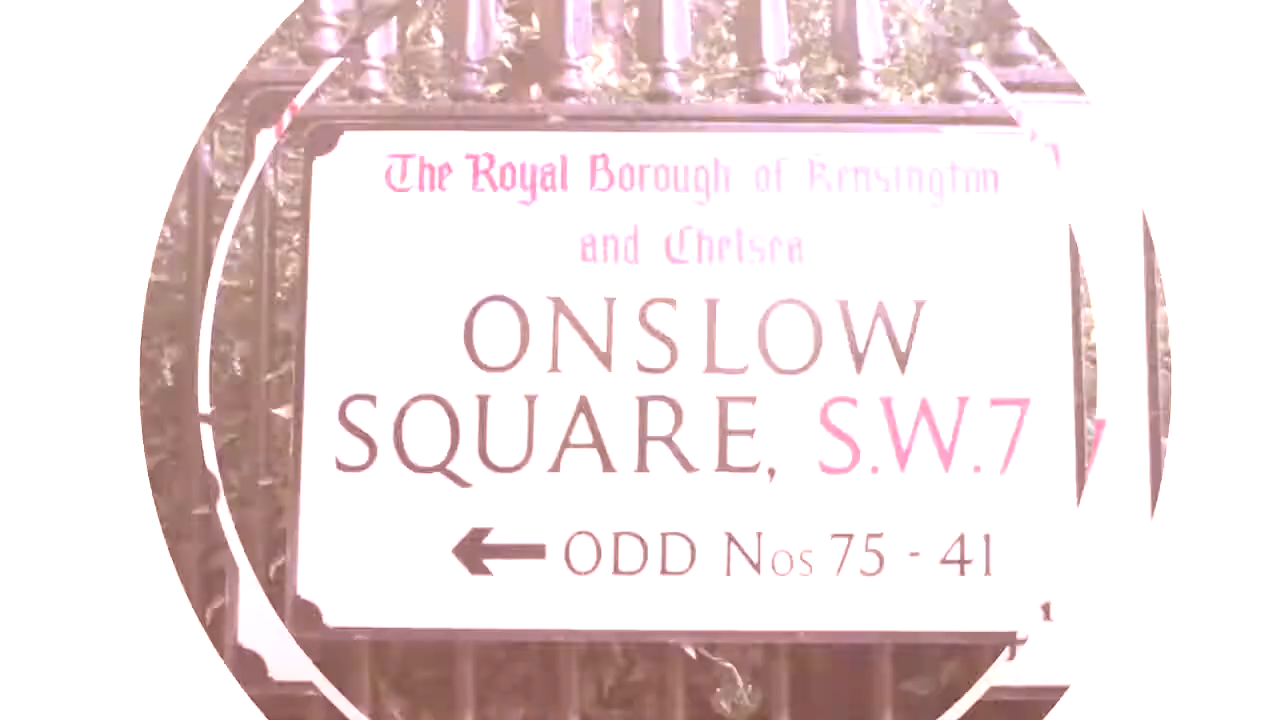 The Royal Borough of Kensington
and Chelsea
ONSLOW
SQUARE, S.W.7
ODD Nos 75 - 41